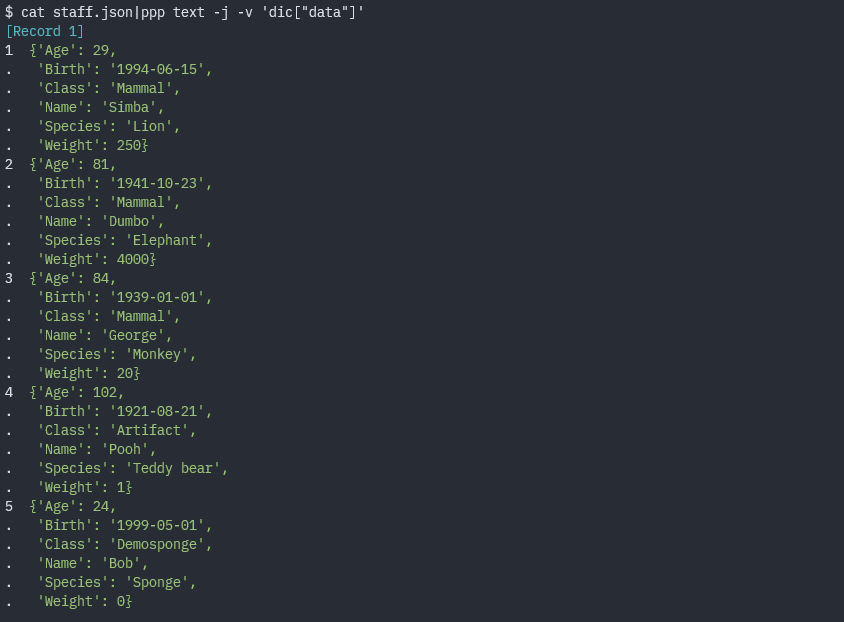 $ cat staff.json|ppp text -j -v 'dic["data"]'
[Record 1]
1  {'Age': 29,
.   'Birth': '1994-06-15',
.   'Class': 'Mammal',
.   'Name': 'Simba',
.   'Species': 'Lion',
.   'Weight': 250}
2  {'Age': 81,
.   'Birth': '1941-10-23',
.   'Class': 'Mammal',
.   'Name': 'Dumbo',
.   'Species': 'Elephant',
.   'Weight': 4000}
3  {'Age': 84,
.   'Birth': '1939-01-01',
.   'Class': 'Mammal',
.   'Name': 'George',
.   'Species': 'Monkey',
.   'Weight': 20}
4  {'Age': 102,
.   'Birth': '1921-08-21',
.   'Class': 'Artifact',
.   'Name': 'Pooh',
.   'Species': 'Teddy bear',
.   'Weight': 1}
5  {'Age': 24,
.   'Birth': '1999-05-01',
.   'Class': 'Demosponge',
.   'Name': 'Bob',
.   'Species': 'Sponge',
.   'Weight': 0}